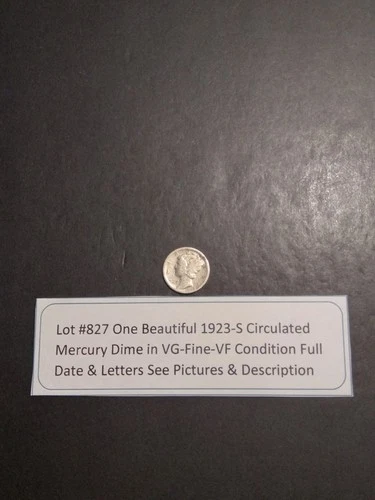 Lot #827 One Beautiful 1923-S Circulated
Mercury Dime in VG-Fine-VF Condition Full
Date & Letters See Pictures & Description